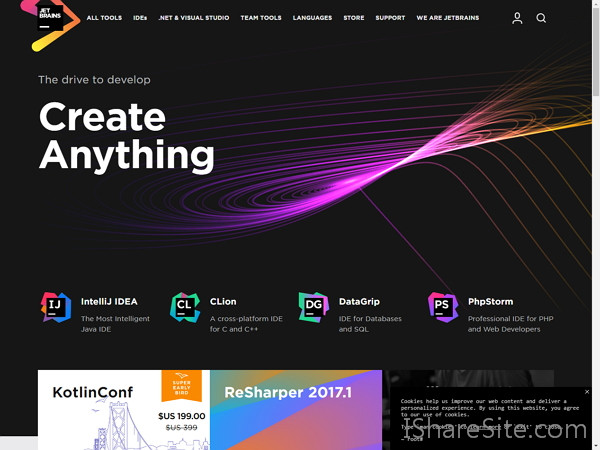 JET
BRAINS
ALL TOOLS IDEs .NET & VISUAL STUDIO TEAM TOOLS LANGUAGES STORE SUPPORT WE ARE JETBRAINS
The drive to develop
Create
Anything
IJ
IntelliJ IDEA
The Most Intelligent
Java IDE
CL
CLion
A cross-platform IDE
for C and C++
DG
DataGrip
IDE for Databases
and SQL
PS
PhpStorm
Professional IDE for PHP
and Web Developers
KotlinConf
SUPER
EARLY
BIRD
$US 199.00
$US 399
ReSharper 2017.1
Cookies help us improve our web content and deliver a
personalized experience. By using this website, you agree
to our use of cookies.
IShareSite.com
~ root#